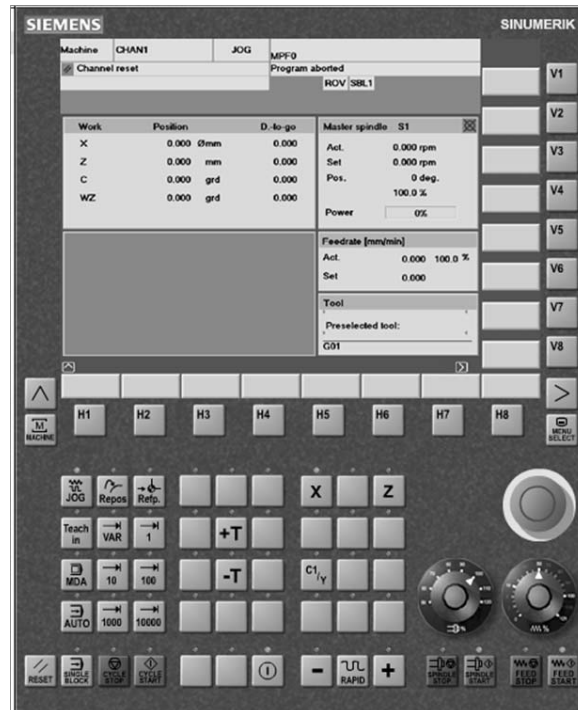 SIEMENS SINUMERIK
Machine CHAN1 JOG MPF0
Channel reset Program aborted
ROV SBL1
V1
V2
V3
V4
V5
V6
V7
V8
Work Position D.-to-go
X 0.000 Ømm 0.000
Z 0.000 mm 0.000
C 0.000 grd 0.000
WZ 0.000 grd 0.000
Master spindle S1
Act. 0.000 rpm
Set 0.000 rpm
Pos. 0 deg.
100.0 %
Power 0%
Feedrate [mm/min]
Act. 0.000 100.0 %
Set 0.000
Tool
Preselected tool:
G01
M
MACHINE
H1 H2 H3 H4 H5 H6 H7 H8
MENU
SELECT
JOG Repos Refp. X Z
Teach
in
VAR 1 +T
MDA 10 100 -T C1/Y
AUTO 1000 10000
RESET
SINGLE
BLOCK
CYCLE
STOP
CYCLE
START
- RAPID +
SPINDLE
STOP
SPINDLE
START
FEED
STOP
FEED
START